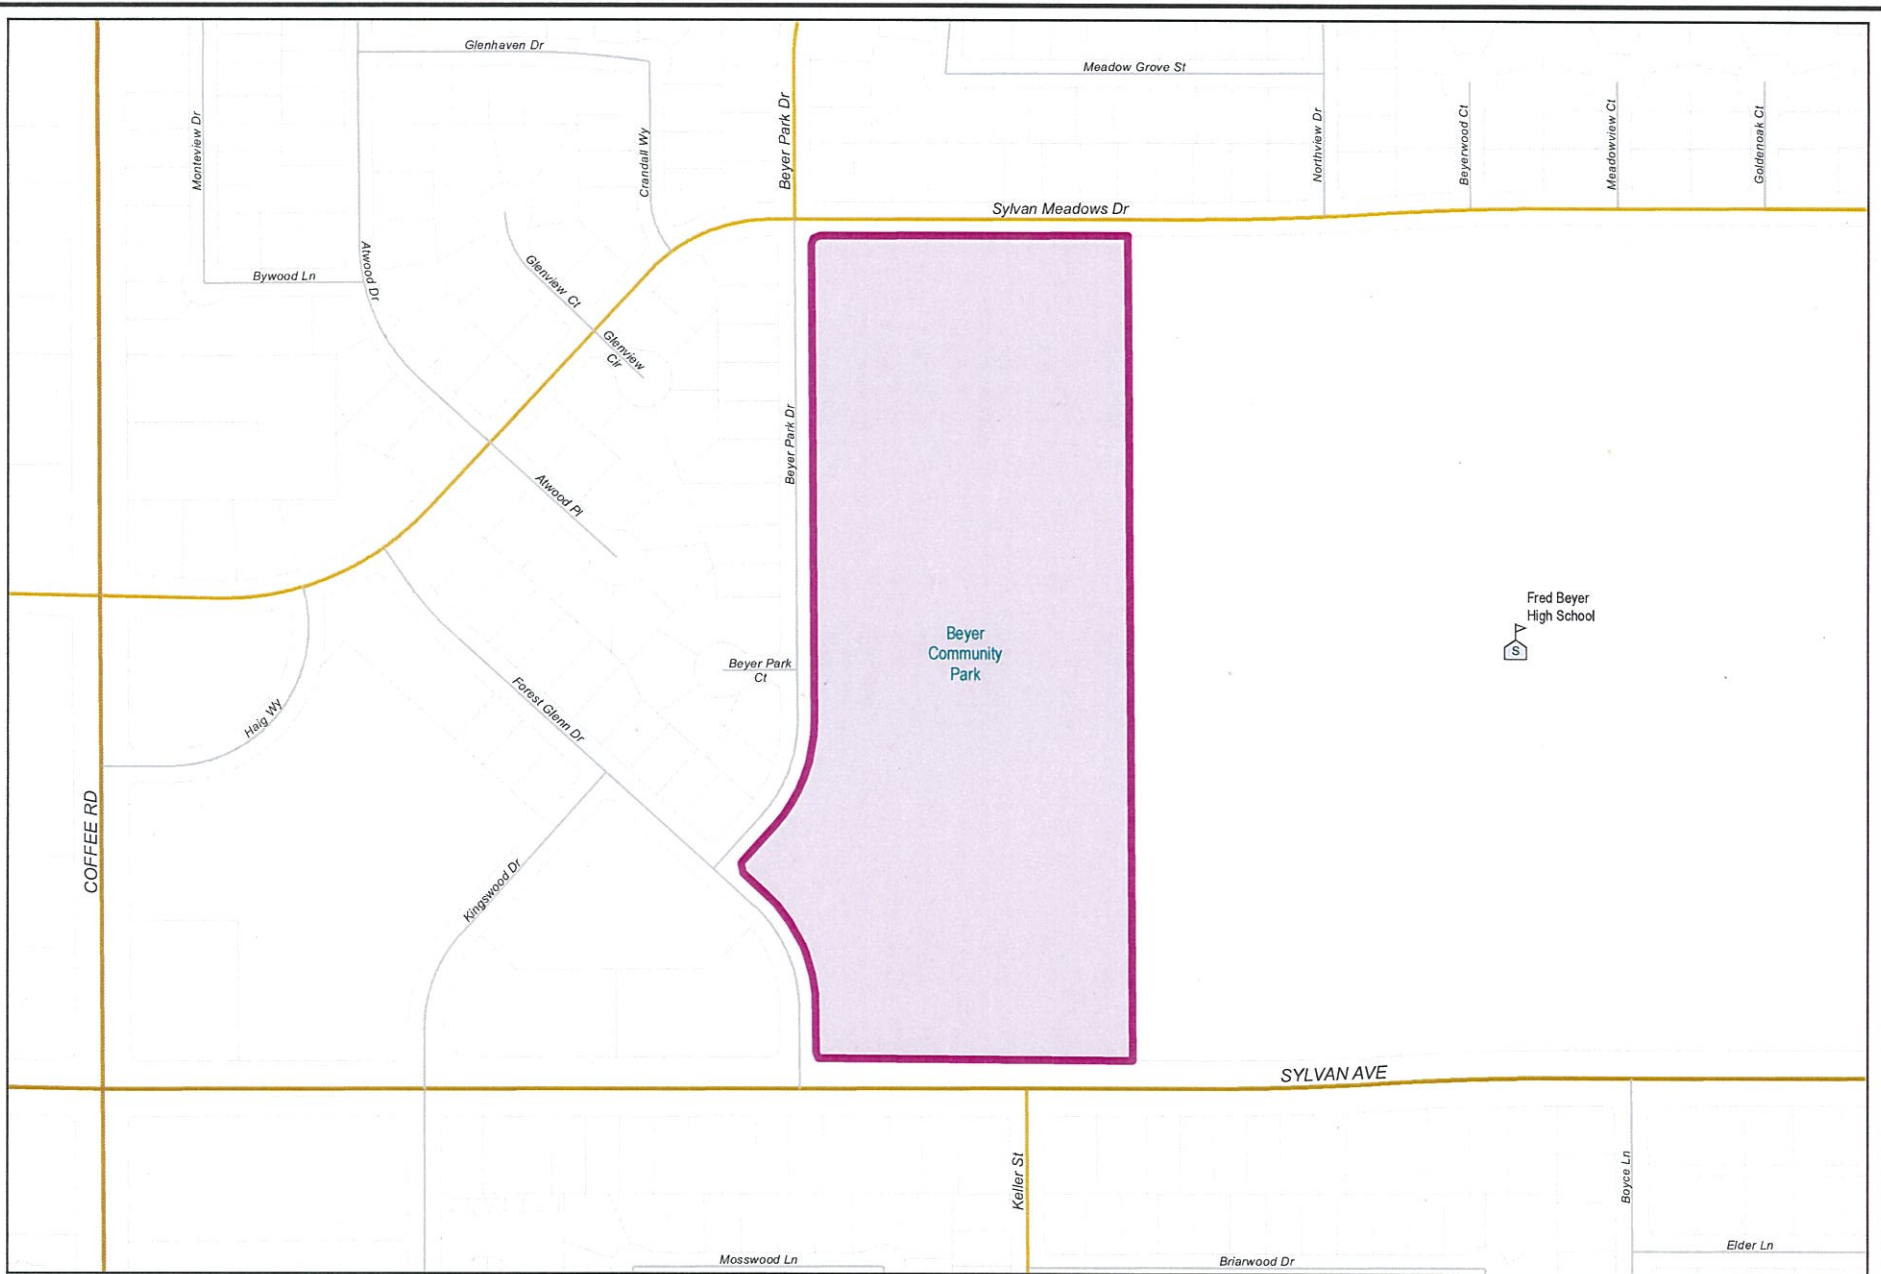 Glenhaven Dr
Meadow Grove St
Monteview Dr
Crandall Wy
Beyer Park Dr
Northview Dr
Beyerwood Ct
Meadowview Ct
Goldenoak Ct
Sylvan Meadows Dr
Bywood Ln
Atwood Dr
Glenview Ct
Glenview
Cir
Beyer Park Dr
Atwood Pl
Fred Beyer
High School
S
Beyer
Community
Park
Beyer Park
Ct
Forest Glenn Dr
Haig Wy
COFFEE RD
Kingswood Dr
SYLVAN AVE
Keller St
Boyce Ln
Mosswood Ln
Briarwood Dr
Elder Ln